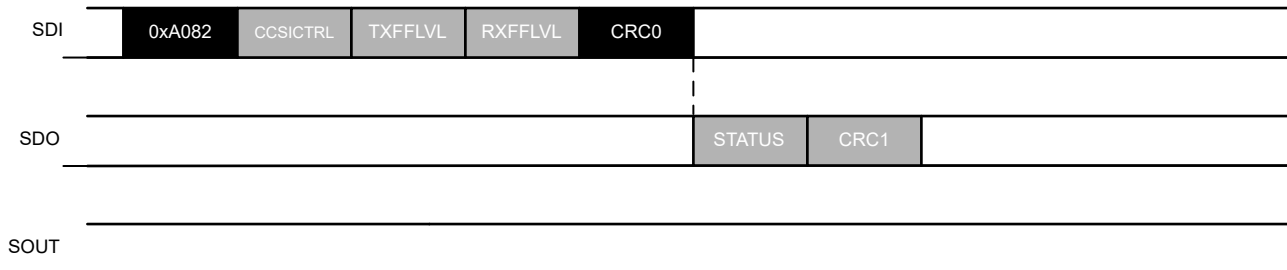 SDI 0xA082 CCSICTRL TXFFLVL RXFFLVL CRC0
SDO STATUS CRC1
SOUT